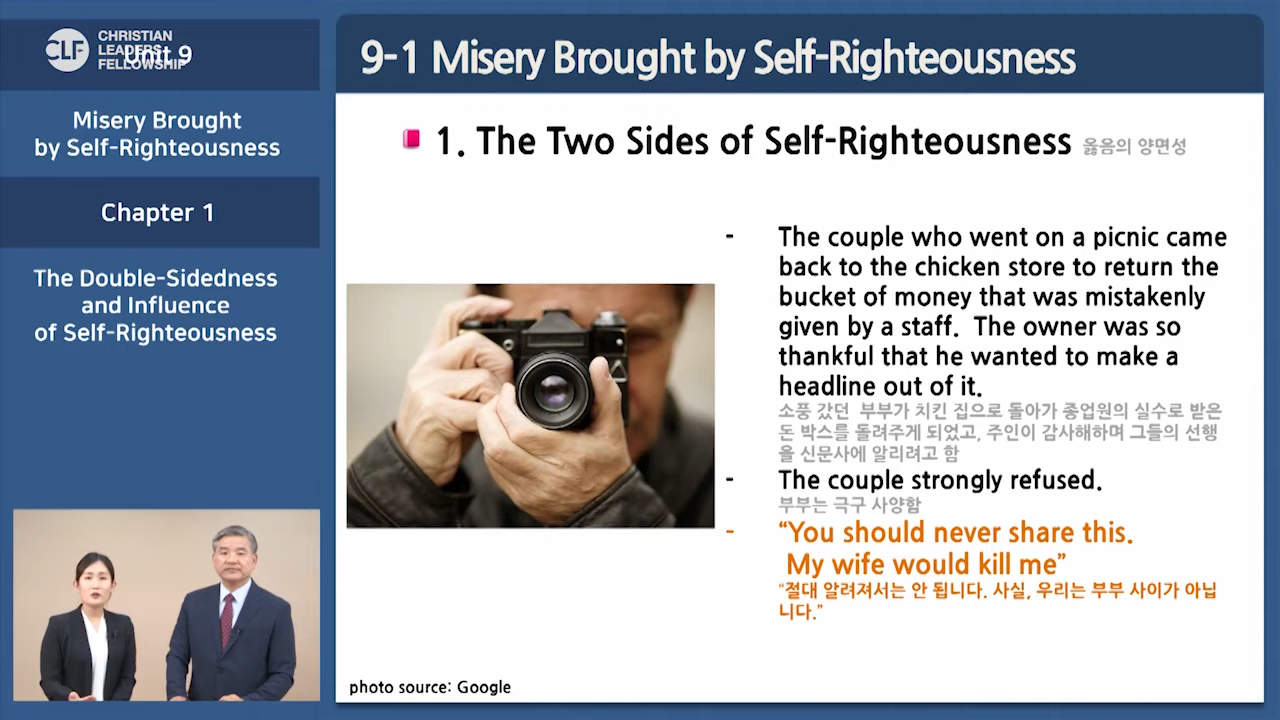 CLF
CHRISTIAN
LEADERS
FELLOWSHIP
Unit 9
Misery Brought
by Self-Righteousness
Chapter 1
The Double-Sidedness
and Influence
of Self-Righteousness
9-1 Misery Brought by Self-Righteousness
1. The Two Sides of Self-Righteousness 옳음의 양면성
- The couple who went on a picnic came
back to the chicken store to return the
bucket of money that was mistakenly
given by a staff. The owner was so
thankful that he wanted to make a
headline out of it.
소풍 갔던 부부가 치킨 집으로 돌아가 종업원의 실수로 받은
돈 박스를 돌려주게 되었고, 주인이 감사해하며 그들의 선행
을 신문사에 알리려고 함
- The couple strongly refused.
부부는 극구 사양함
- “You should never share this.
My wife would kill me”
“절대 알려져서는 안 됩니다. 사실, 우리는 부부 사이가 아닙
니다.”
photo source: Google